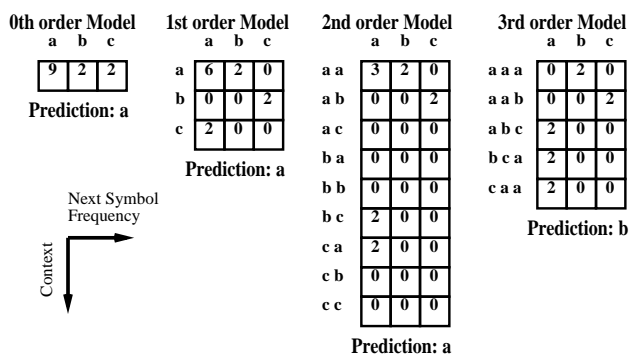 0th order Model
a b c
9 2 2
Prediction: a
1st order Model
a b c
a 6 2 0
b 0 0 2
c 2 0 0
Prediction: a
2nd order Model
a b c
a a 3 2 0
a b 0 0 2
a c 0 0 0
b a 0 0 0
b b 0 0 0
b c 2 0 0
c a 2 0 0
c b 0 0 0
c c 0 0 0
Prediction: a
3rd order Model
a b c
a a a 0 2 0
a a b 0 0 2
a b c 2 0 0
b c a 2 0 0
c a a 2 0 0
Prediction: b
Next Symbol
Frequency
Context